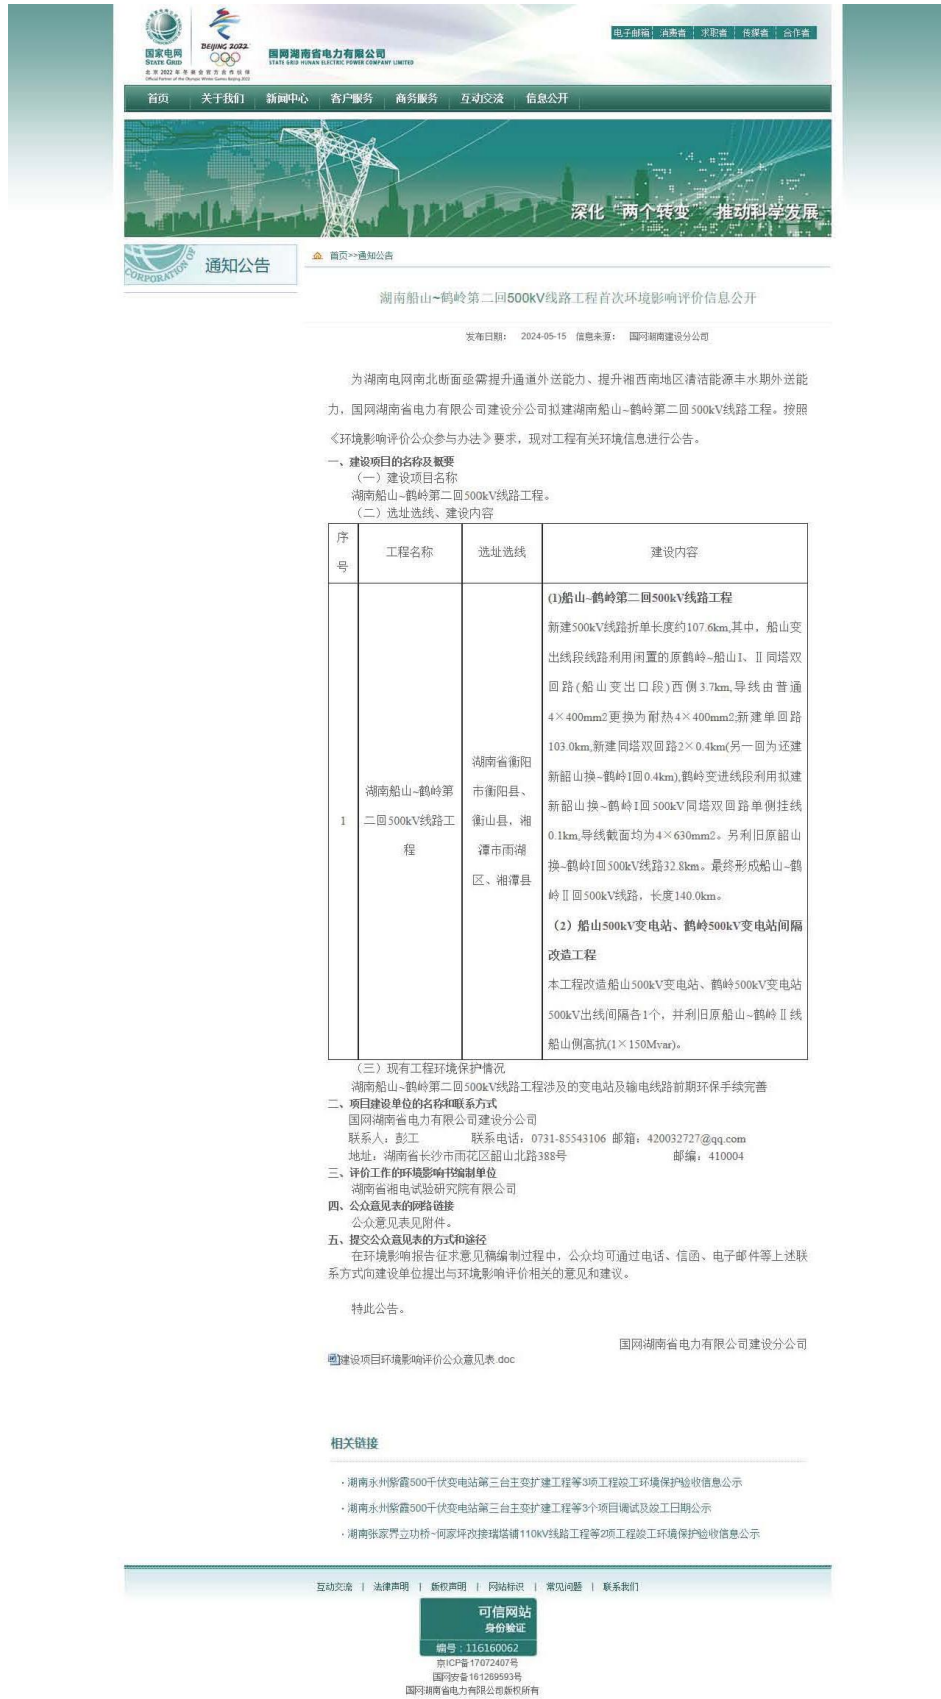 国家电网
STATE GRID
BEIJING 2022
北京2022年冬奥会官方合作伙伴
Official Partner of the Olympic Winter Games Beijing 2022
国网湖南省电力有限公司
STATE GRID HUNAN ELECTRIC POWER COMPANY LIMITED
电子邮箱 消费者 求职者 传媒者 合作者
首页 关于我们 新闻中心 客户服务 商务服务 互动交流 信息公开
深化“两个转变” 推动科学发展
CORPORATION OF
通知公告
首页>>通知公告
湖南船山~鹤岭第二回500kV线路工程首次环境影响评价信息公开
发布日期： 2024-05-15 信息来源： 国网湖南建设分公司
为湖南电网南北断面亟需提升通道外送能力、提升湘西南地区清洁能源丰水期外送能
力，国网湖南省电力有限公司建设分公司拟建湖南船山~鹤岭第二回500kV线路工程。按照
《环境影响评价公众参与办法》要求，现对工程有关环境信息进行公告。
一、建设项目的名称及概要
（一）建设项目名称
湖南船山~鹤岭第二回500kV线路工程。
（二）选址选线、建设内容
序号 工程名称 选址选线 建设内容
1
湖南船山~鹤岭第
二回500kV线路工
程
湖南省衡阳
市衡阳县、
衡山县，湘
潭市雨湖
区、湘潭县
(1)船山~鹤岭第二回500kV线路工程
新建500kV线路折单长度约107.6km,其中，船山变
出线段线路利用闲置的原鹤岭~船山I、Ⅱ同塔双
回路(船山变出口段)西侧3.7km,导线由普通
4×400mm2更换为耐热4×400mm2;新建单回路
103.0km,新建同塔双回路2×0.4km(另一回为还建
新韶山换~鹤岭I回0.4km),鹤岭变进线段利用拟建
新韶山换~鹤岭I回500kV同塔双回路单侧挂线
0.1km,导线截面均为4×630mm2。另利旧原韶山
换~鹤岭I回500kV线路32.8km。最终形成船山~鹤
岭Ⅱ回500kV线路，长度140.0km。
（2）船山500kV变电站、鹤岭500kV变电站间隔
改造工程
本工程改造船山500kV变电站、鹤岭500kV变电站
500kV出线间隔各1个，并利旧原船山~鹤岭Ⅱ线
船山侧高抗(1×150Mvar)。
（三）现有工程环境保护情况
湖南船山~鹤岭第二回500kV线路工程涉及的变电站及输电线路前期环保手续完善
二、项目建设单位的名称和联系方式
国网湖南省电力有限公司建设分公司
联系人：彭工 联系电话：0731-85543106 邮箱：420032727@qq.com
地址：湖南省长沙市雨花区韶山北路388号 邮编：410004
三、评价工作的环境影响书编制单位
湖南省湘电试验研究院有限公司
四、公众意见表的网络链接
公众意见表见附件。
五、提交公众意见表的方式和途径
在环境影响报告征求意见稿编制过程中，公众均可通过电话、信函、电子邮件等上述联
系方式向建设单位提出与环境影响评价相关的意见和建议。
特此公告。
国网湖南省电力有限公司建设分公司
建设项目环境影响评价公众意见表.doc
相关链接
·湖南永州紫霞500千伏变电站第三台主变扩建工程等3项工程竣工环境保护验收信息公示
·湖南永州紫霞500千伏变电站第三台主变扩建工程等3个项目调试及竣工日期公示
·湖南张家界立功桥~何家坪改接瑞塔铺110kV线路工程等2项工程竣工环境保护验收信息公示
互动交流 | 法律声明 | 版权声明 | 网站标识 | 常见问题 | 联系我们
可信网站
身份验证
编号：116160062
京ICP备17072407号
国网安备161269593号
国网湖南省电力有限公司版权所有